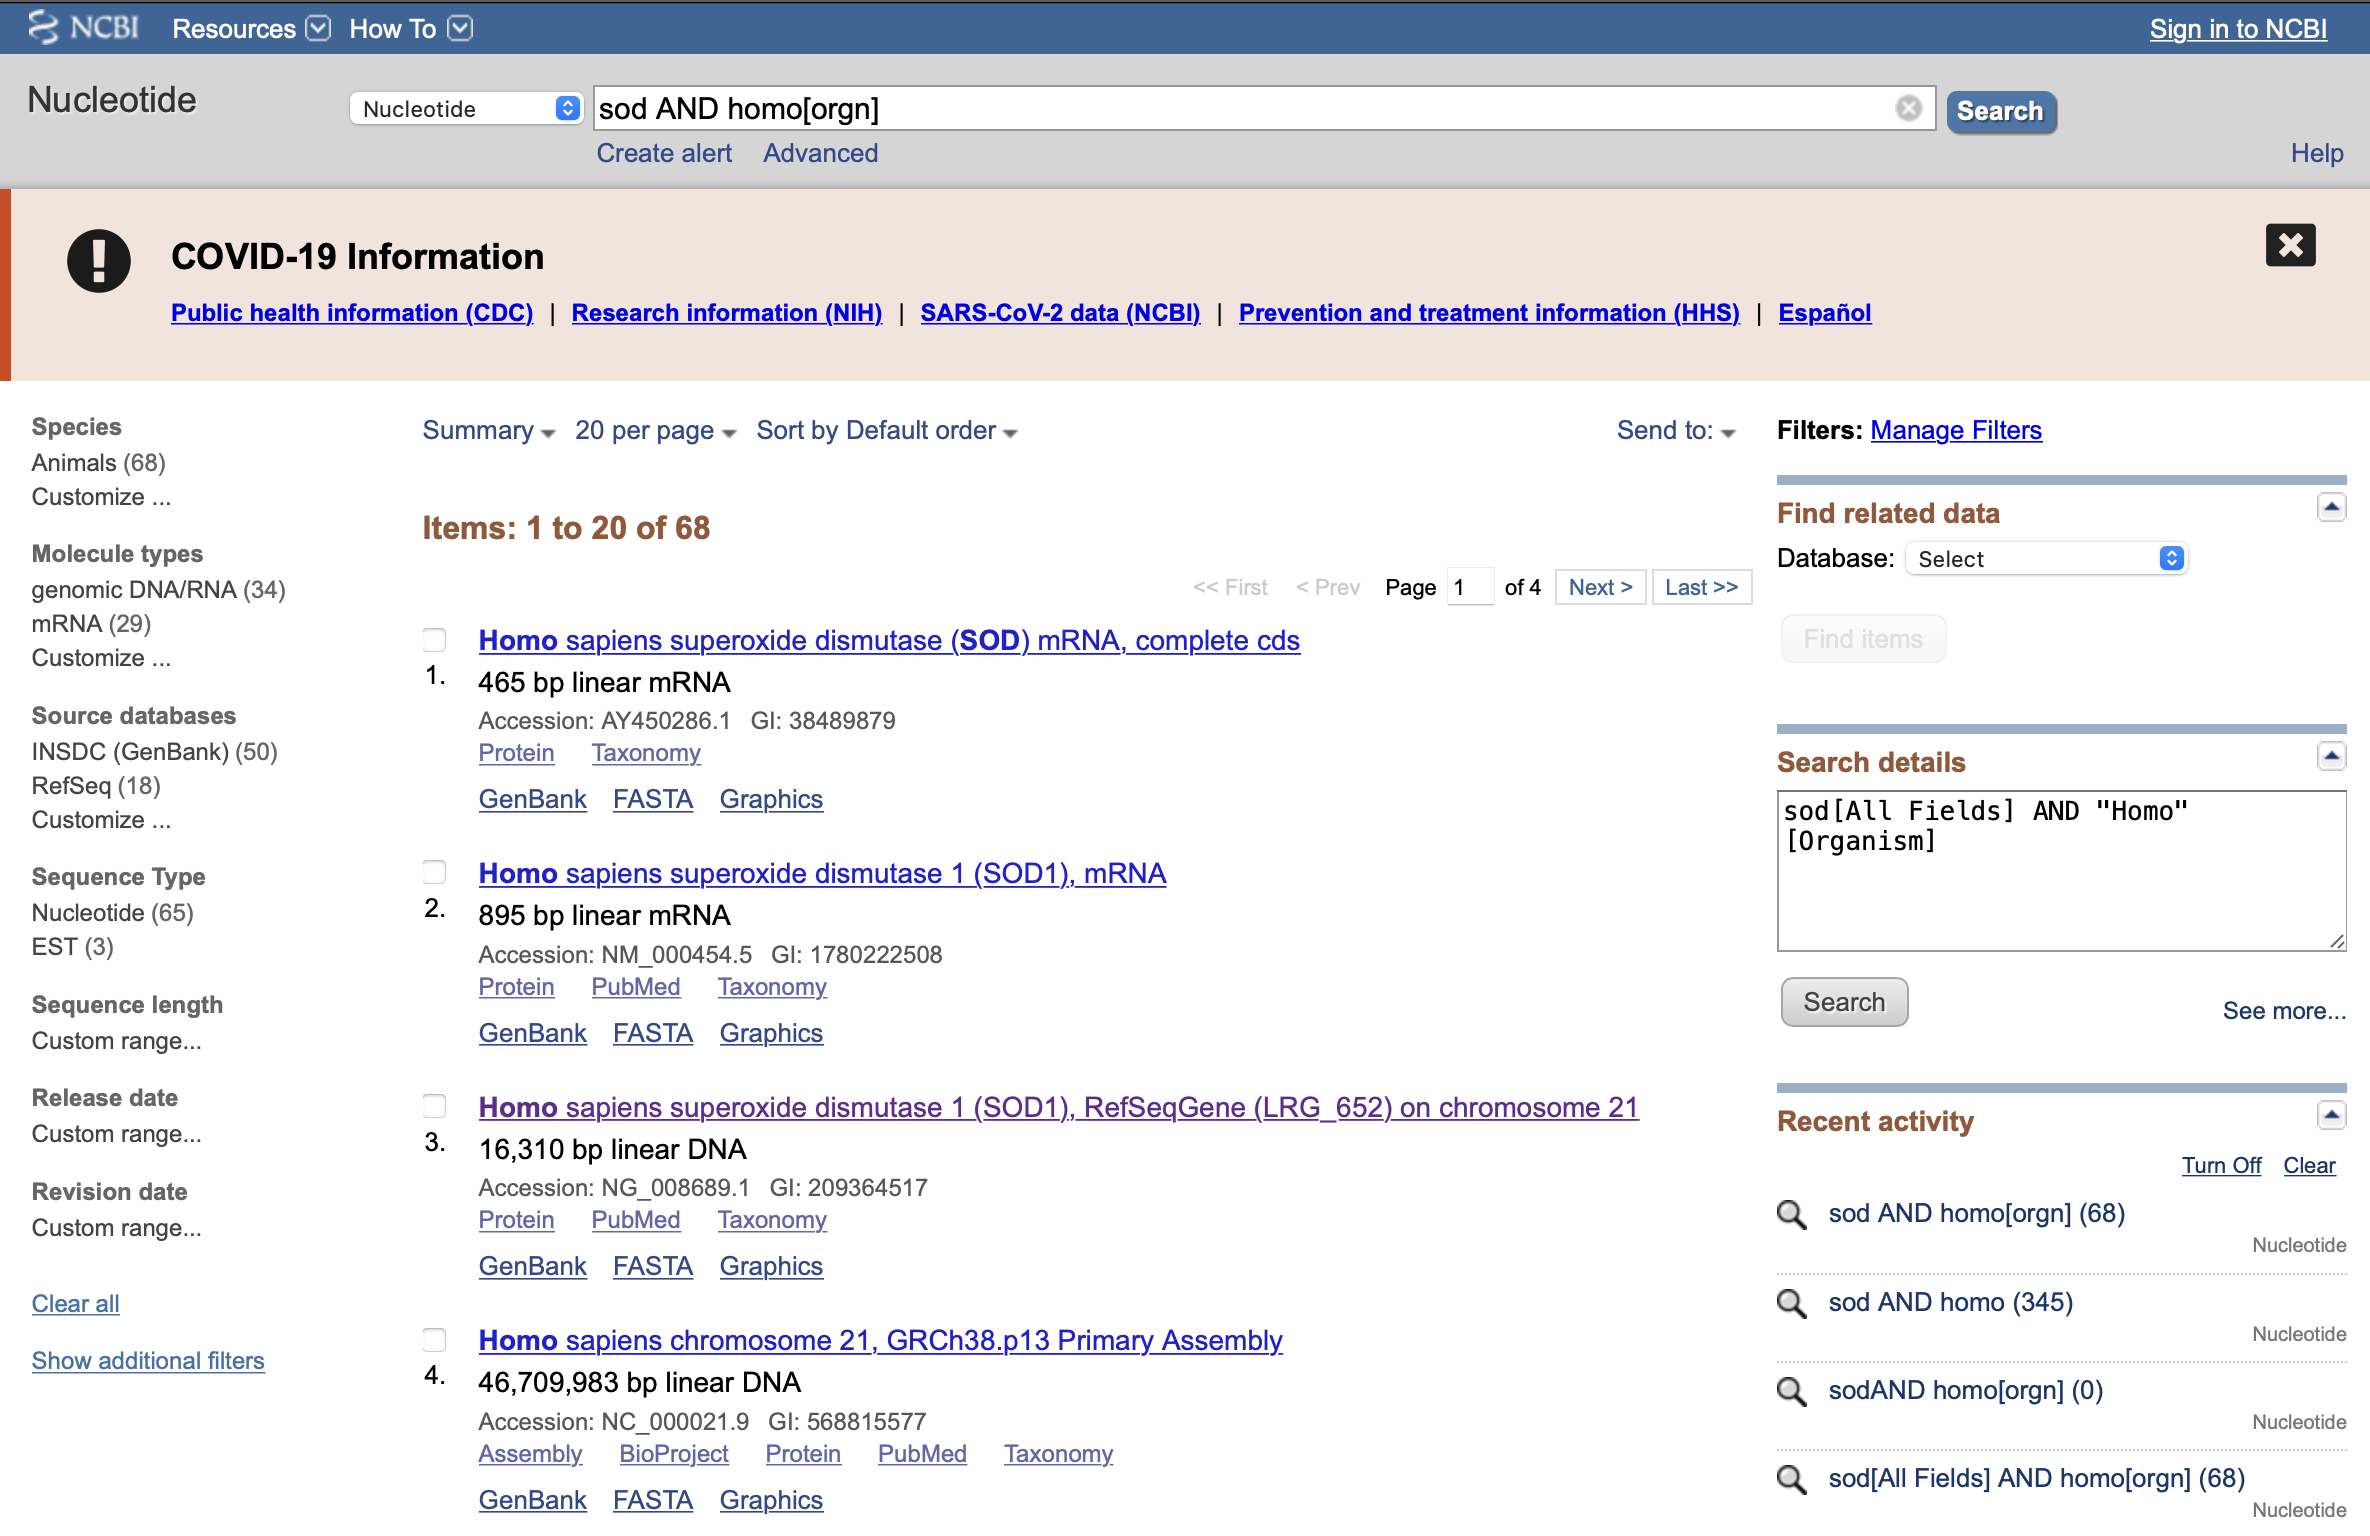 NCBI Resources How To Sign in to NCBI
Nucleotide Nucleotide sod AND homo[orgn] Search
Create alert Advanced Help
COVID-19 Information
Public health information (CDC) | Research information (NIH) | SARS-CoV-2 data (NCBI) | Prevention and treatment information (HHS) | Español
Species
Animals (68)
Customize ...
Molecule types
genomic DNA/RNA (34)
mRNA (29)
Customize ...
Source databases
INSDC (GenBank) (50)
RefSeq (18)
Customize ...
Sequence Type
Nucleotide (65)
EST (3)
Sequence length
Custom range...
Release date
Custom range...
Revision date
Custom range...
Clear all
Show additional filters
Summary 20 per page Sort by Default order Send to:
Items: 1 to 20 of 68
<< First < Prev Page 1 of 4 Next > Last >>
Homo sapiens superoxide dismutase (SOD) mRNA, complete cds
1. 465 bp linear mRNA
Accession: AY450286.1 GI: 38489879
Protein Taxonomy
GenBank FASTA Graphics
Homo sapiens superoxide dismutase 1 (SOD1), mRNA
2. 895 bp linear mRNA
Accession: NM_000454.5 GI: 1780222508
Protein PubMed Taxonomy
GenBank FASTA Graphics
Homo sapiens superoxide dismutase 1 (SOD1), RefSeqGene (LRG_652) on chromosome 21
3. 16,310 bp linear DNA
Accession: NG_008689.1 GI: 209364517
Protein PubMed Taxonomy
GenBank FASTA Graphics
Homo sapiens chromosome 21, GRCh38.p13 Primary Assembly
4. 46,709,983 bp linear DNA
Accession: NC_000021.9 GI: 568815577
Assembly BioProject Protein PubMed Taxonomy
GenBank FASTA Graphics
Filters: Manage Filters
Find related data
Database: Select
Find items
Search details
sod[All Fields] AND "Homo"
[Organism]
Search See more...
Recent activity
Turn Off Clear
sod AND homo[orgn] (68)
Nucleotide
sod AND homo (345)
Nucleotide
sodAND homo[orgn] (0)
Nucleotide
sod[All Fields] AND homo[orgn] (68)
Nucleotide